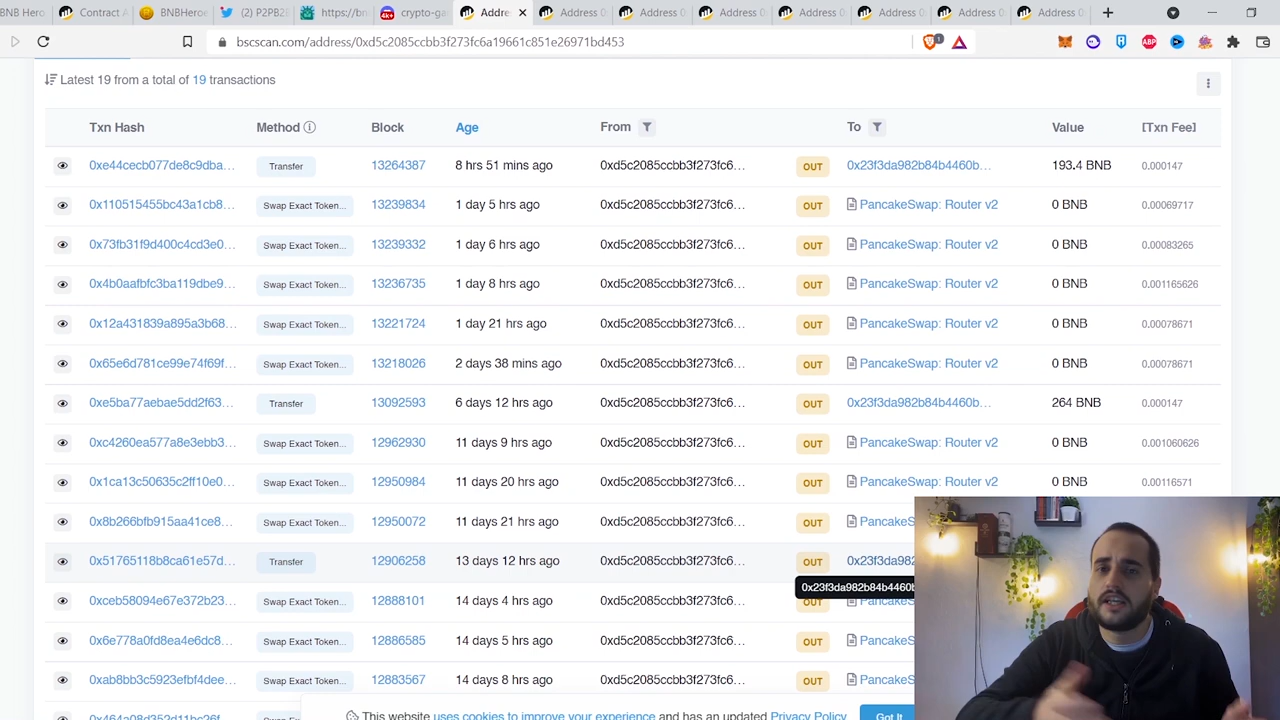 BNB Hero
Contract A
BNBHeroe
(2) P2PB2B
https://bn
4k+
crypto-ga
Addre
Address 0
Address 0
Address 0
Address 0
Address 0
Address 0
Address 0
bscscan.com/address/0xd5c2085ccbb3f273fc6a19661c851e26971bd453
1
ABP
Latest 19 from a total of 19 transactions
Txn Hash Method Block Age From To Value [Txn Fee]
0xe44cecb077de8c9dba... Transfer 13264387 8 hrs 51 mins ago 0xd5c2085ccbb3f273fc6... OUT 0x23f3da982b84b4460b... 193.4 BNB 0.000147
0x110515455bc43a1cb8... Swap Exact Token... 13239834 1 day 5 hrs ago 0xd5c2085ccbb3f273fc6... OUT PancakeSwap: Router v2 0 BNB 0.00069717
0x73fb31f9d400c4cd3e0... Swap Exact Token... 13239332 1 day 6 hrs ago 0xd5c2085ccbb3f273fc6... OUT PancakeSwap: Router v2 0 BNB 0.00083265
0x4b0aafbfc3ba119dbe9... Swap Exact Token... 13236735 1 day 8 hrs ago 0xd5c2085ccbb3f273fc6... OUT PancakeSwap: Router v2 0 BNB 0.001165626
0x12a431839a895a3b68... Swap Exact Token... 13221724 1 day 21 hrs ago 0xd5c2085ccbb3f273fc6... OUT PancakeSwap: Router v2 0 BNB 0.00078671
0x65e6d781ce99e74f69f... Swap Exact Token... 13218026 2 days 38 mins ago 0xd5c2085ccbb3f273fc6... OUT PancakeSwap: Router v2 0 BNB 0.00078671
0xe5ba77aebae5dd2f63... Transfer 13092593 6 days 12 hrs ago 0xd5c2085ccbb3f273fc6... OUT 0x23f3da982b84b4460b... 264 BNB 0.000147
0xc4260ea577a8e3ebb3... Swap Exact Token... 12962930 11 days 9 hrs ago 0xd5c2085ccbb3f273fc6... OUT PancakeSwap: Router v2 0 BNB 0.001060626
0x1ca13c50635c2ff10e0... Swap Exact Token... 12950984 11 days 20 hrs ago 0xd5c2085ccbb3f273fc6... OUT PancakeSwap: Router v2 0 BNB 0.00116571
0x8b266bfb915aa41ce8... Swap Exact Token... 12950072 11 days 21 hrs ago 0xd5c2085ccbb3f273fc6... OUT PancakeS
0x51765118b8ca61e57d... Transfer 12906258 13 days 12 hrs ago 0xd5c2085ccbb3f273fc6... OUT 0x23f3da982
0x23f3da982b84b4460b
0xceb58094e67e372b23... Swap Exact Token... 12888101 14 days 4 hrs ago 0xd5c2085ccbb3f273fc6... OUT PancakeS
0x6e778a0fd8ea4e6dc8... Swap Exact Token... 12886585 14 days 5 hrs ago 0xd5c2085ccbb3f273fc6... OUT PancakeS
0xab8bb3c5923efbf4dee... Swap Exact Token... 12883567 14 days 8 hrs ago 0xd5c2085ccbb3f273fc6... OUT PancakeS
This website uses cookies to improve your experience and has an updated Privacy Policy. Got It